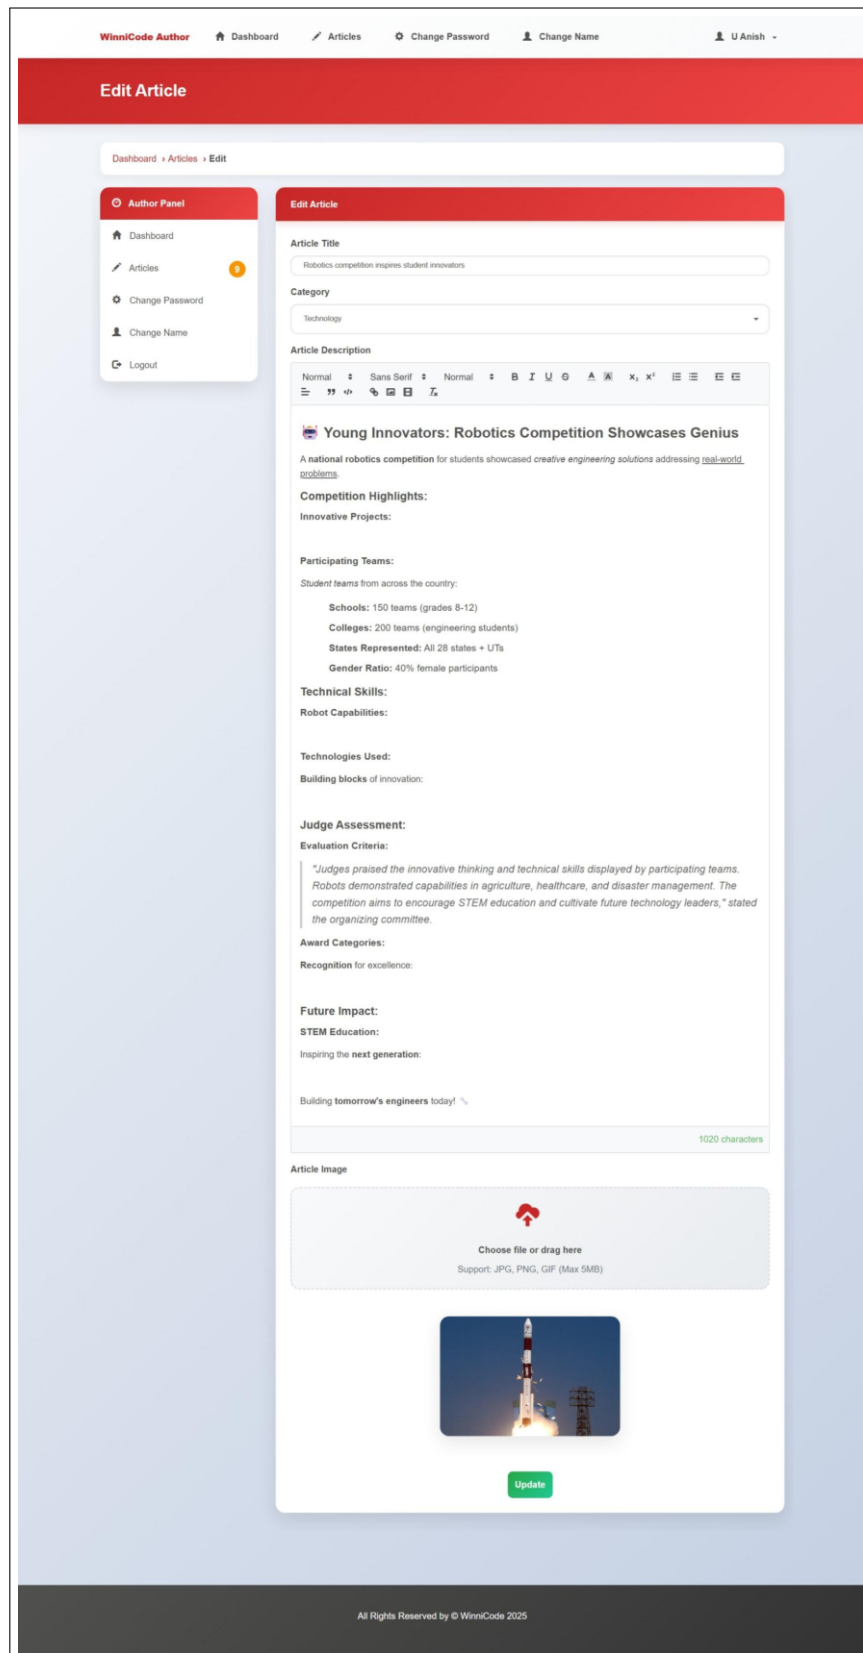 WinniCode Author Dashboard Articles Change Password Change Name U Anish
Edit Article
Dashboard › Articles › Edit
Author Panel
Dashboard
Articles 9
Change Password
Change Name
Logout
Edit Article
Article Title
Robotics competition inspires student innovators
Category
Technology
Article Description
Normal Sans Serif Normal B I U S A A X₂ X²
Young Innovators: Robotics Competition Showcases Genius
A national robotics competition for students showcased creative engineering solutions addressing real-world
problems.
Competition Highlights:
Innovative Projects:
Participating Teams:
Student teams from across the country:
Schools: 150 teams (grades 8-12)
Colleges: 200 teams (engineering students)
States Represented: All 28 states + UTs
Gender Ratio: 40% female participants
Technical Skills:
Robot Capabilities:
Technologies Used:
Building blocks of innovation:
Judge Assessment:
Evaluation Criteria:
"Judges praised the innovative thinking and technical skills displayed by participating teams.
Robots demonstrated capabilities in agriculture, healthcare, and disaster management. The
competition aims to encourage STEM education and cultivate future technology leaders," stated
the organizing committee.
Award Categories:
Recognition for excellence:
Future Impact:
STEM Education:
Inspiring the next generation:
Building tomorrow's engineers today!
1020 characters
Article Image
Choose file or drag here
Support: JPG, PNG, GIF (Max 5MB)
Update
All Rights Reserved by © WinniCode 2025